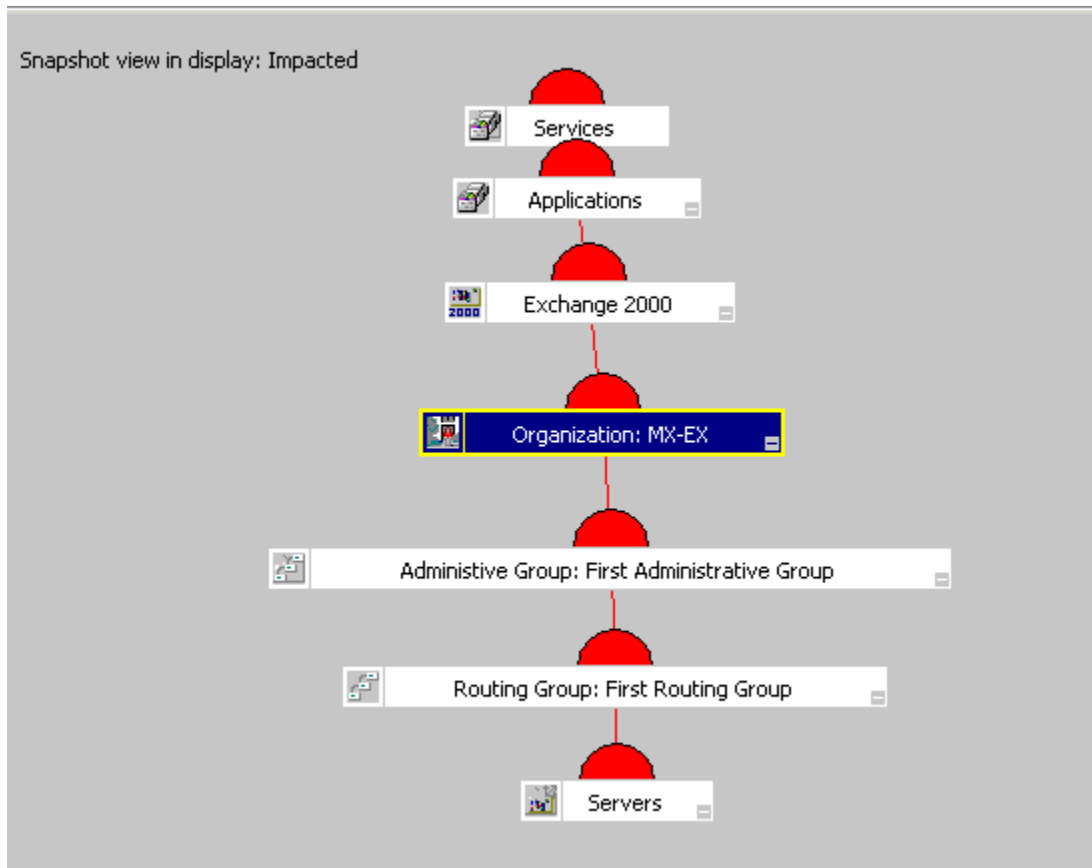 Snapshot view in display: Impacted
Services
Applications
2000
Exchange 2000
Organization: MX-EX
Administive Group: First Administrative Group
Routing Group: First Routing Group
Servers